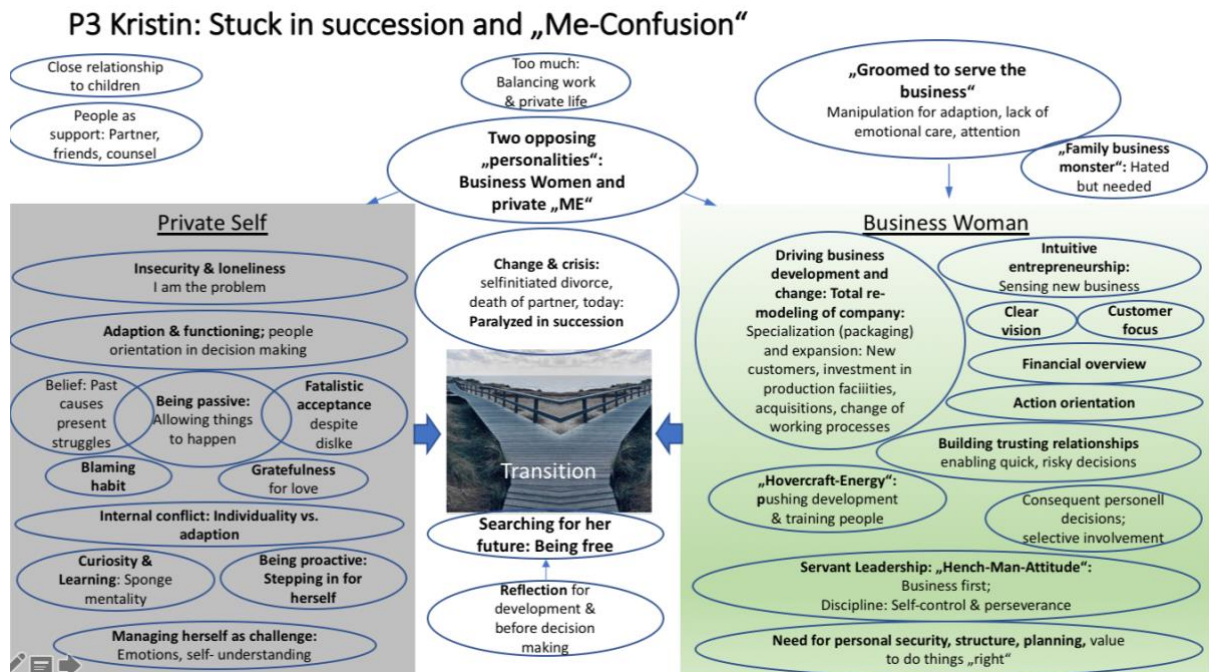 P3 Kristin: Stuck in succession and „Me-Confusion“
Close relationship
to children
People as
support: Partner,
friends, counsel
Too much:
Balancing work
& private life
Two opposing
„personalities“:
Business Women and
private „ME“
„Groomed to serve the
business“
Manipulation for adaption, lack of
emotional care, attention
„Family business
monster“: Hated
but needed
Private Self
Insecurity & loneliness
I am the problem
Adaption & functioning; people
orientation in decision making
Belief: Past
causes
present
struggles
Being passive:
Allowing things
to happen
Fatalistic
acceptance
despite
dislke
Blaming
habit
Gratefulness
for love
Internal conflict: Individuality vs.
adaption
Curiosity &
Learning: Sponge
mentality
Being proactive:
Stepping in for
herself
Managing herself as challenge:
Emotions, self- understanding
Change & crisis:
selfinitiated divorce,
death of partner, today:
Paralyzed in succession
Transition
Searching for her
future: Being free
Reflection for
development &
before decision
making
Business Woman
Driving business
development and
change: Total re-
modeling of company:
Specialization (packaging)
and expansion: New
customers, investment in
production faciiities,
acquisitions, change of
working processes
Intuitive
entrepreneurship:
Sensing new business
Clear
vision
Customer
focus
Financial overview
Action orientation
Building trusting relationships
enabling quick, risky decisions
„Hovercraft-Energy“:
pushing development
& training people
Consequent personell
decisions;
selective involvement
Servant Leadership: „Hench-Man-Attitude“:
Business first;
Discipline: Self-control & perseverance
Need for personal security, structure, planning, value
to do things „right“